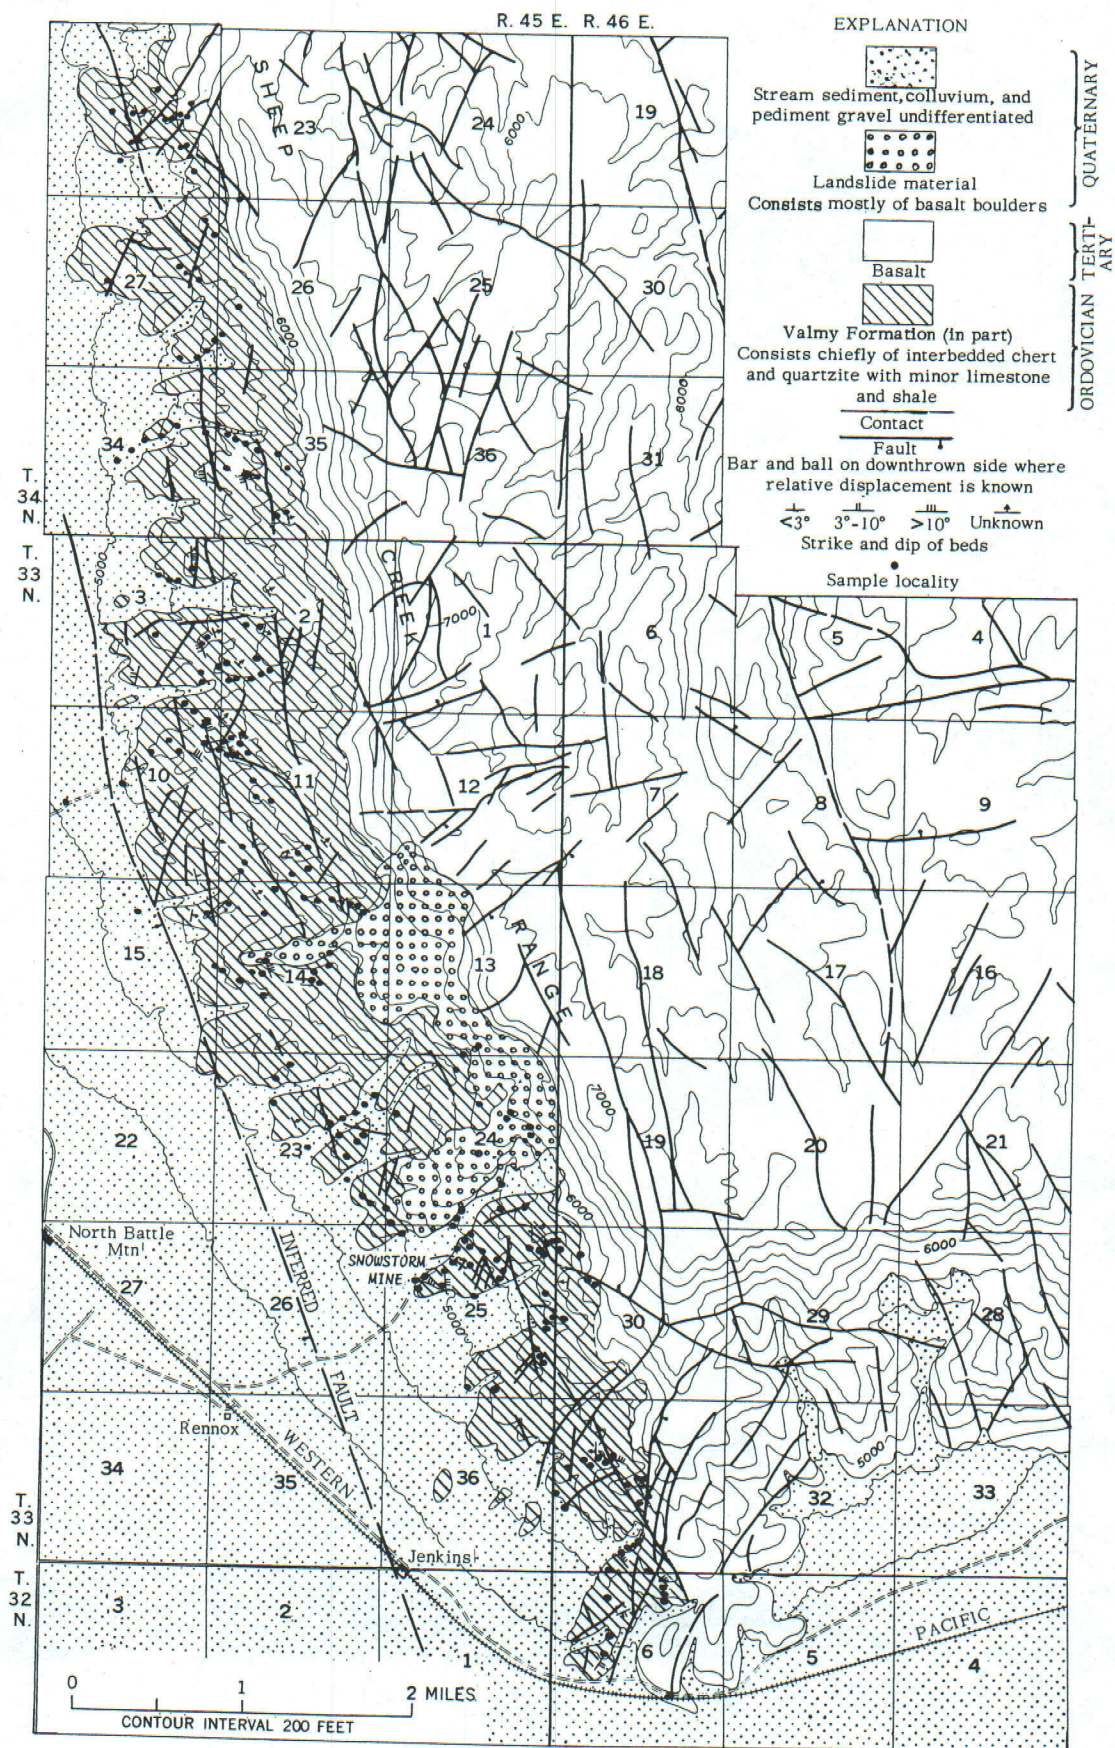 R. 45 E. R. 46 E.
EXPLANATION
Stream sediment, colluvium, and
pediment gravel undifferentiated
Landslide material
Consists mostly of basalt boulders
QUATERNARY
Basalt
TERTI-
ARY
Valmy Formation (in part)
Consists chiefly of interbedded chert
and quartzite with minor limestone
and shale
ORDOVICIAN
Contact
Fault
Bar and ball on downthrown side where
relative displacement is known
<3° 3°-10° >10° Unknown
Strike and dip of beds
Sample locality
SHEEP
CREEK
RANGE
23 24 19
6000
27 26 25 30
6000
6000
34 35 36 31
T.
34
N.
T.
33
N.
5000
3 2 1 6 5 4
7000
10 11 12 7 8 9
15 14 13 18 17 16
7000
22 23 24 19 20 21
6000
6000
North Battle
Mtn
SNOWSTORM
MINE
27 26 25 30 29 28
5000
INFERRED
FAULT
Rennox
WESTERN
34 35 36 32 33
5000
T.
33
N.
Jenkins
T.
32
N.
3 2 1 6 5 4
PACIFIC
0 1 2 MILES
CONTOUR INTERVAL 200 FEET